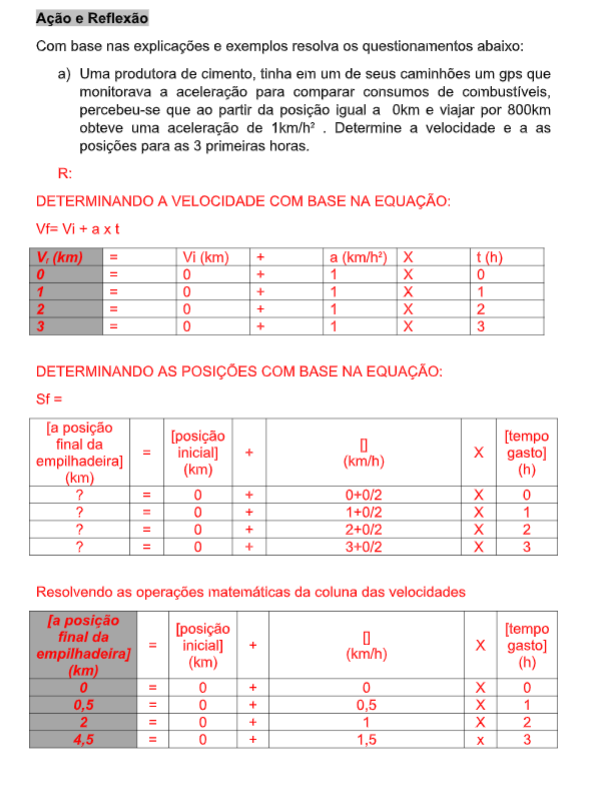 Ação e Reflexão
Com base nas explicações e exemplos resolva os questionamentos abaixo:
a) Uma produtora de cimento, tinha em um de seus caminhões um gps que
monitorava a aceleração para comparar consumos de combustíveis,
percebeu-se que ao partir da posição igual a 0km e viajar por 800km
obteve uma aceleração de 1km/h² . Determine a velocidade e a as
posições para as 3 primeiras horas.
R:
DETERMINANDO A VELOCIDADE COM BASE NA EQUAÇÃO:
Vf= Vi + a x t
Vf (km) = Vi (km) + a (km/h²) X t (h)
0 = 0 + 1 X 0
1 = 0 + 1 X 1
2 = 0 + 1 X 2
3 = 0 + 1 X 3
DETERMINANDO AS POSIÇÕES COM BASE NA EQUAÇÃO:
Sf =
[a posição
final da
empilhadeira]
(km)
=
[posição
inicial]
(km)
+
[]
(km/h)
X
[tempo
gasto]
(h)
? = 0 + 0+0/2 X 0
? = 0 + 1+0/2 X 1
? = 0 + 2+0/2 X 2
? = 0 + 3+0/2 X 3
Resolvendo as operações matemáticas da coluna das velocidades
[a posição
final da
empilhadeira]
(km)
=
[posição
inicial]
(km)
+
[]
(km/h)
X
[tempo
gasto]
(h)
0 = 0 + 0 X 0
0,5 = 0 + 0,5 X 1
2 = 0 + 1 X 2
4,5 = 0 + 1,5 x 3